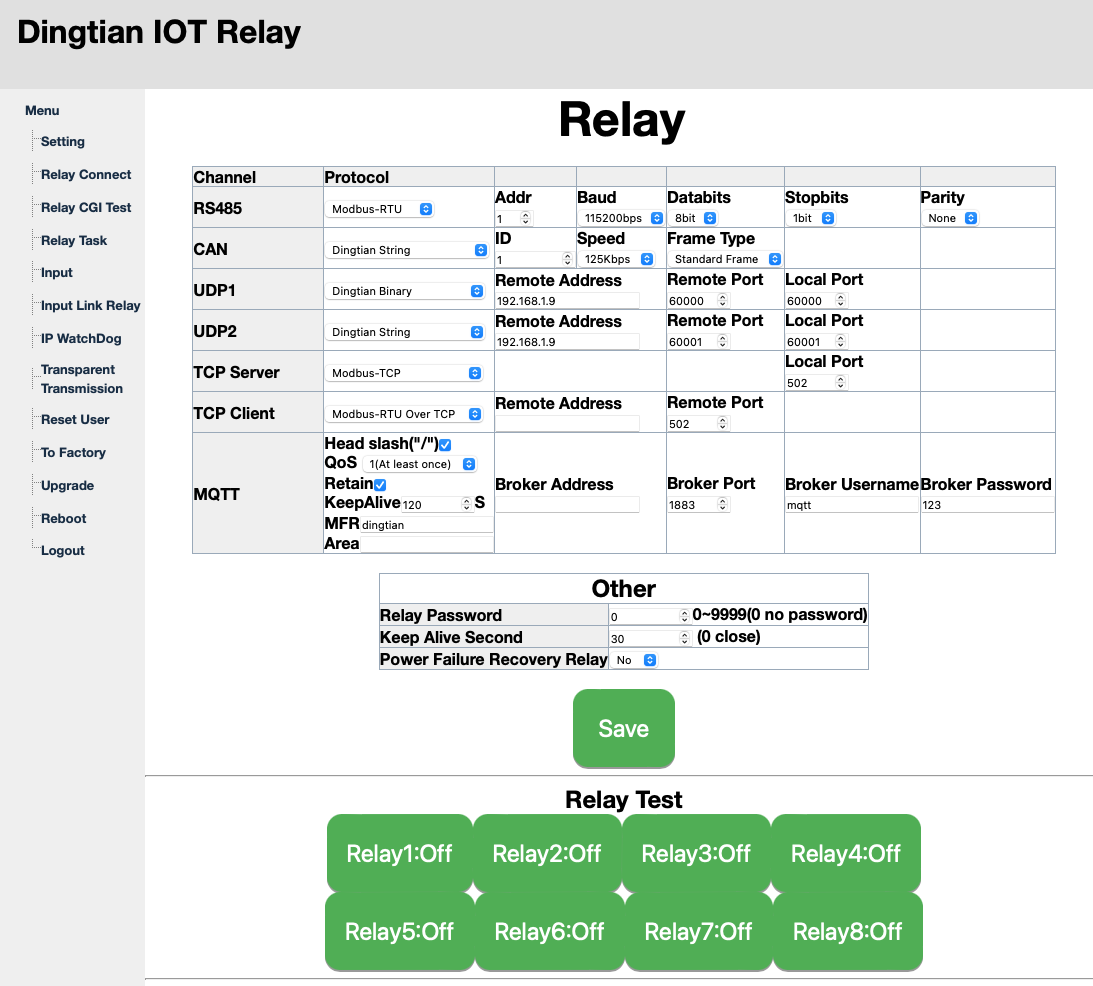 Dingtian IOT Relay
Menu
Setting
Relay Connect
Relay CGI Test
Relay Task
Input
Input Link Relay
IP WatchDog
Transparent
Transmission
Reset User
To Factory
Upgrade
Reboot
Logout
Relay
Channel Protocol
RS485 Modbus-RTU Addr 1 Baud 115200bps Databits 8bit Stopbits 1bit Parity None
CAN Dingtian String ID 1 Speed 125Kbps Frame Type Standard Frame
UDP1 Dingtian Binary Remote Address 192.168.1.9 Remote Port 60000 Local Port 60000
UDP2 Dingtian String Remote Address 192.168.1.9 Remote Port 60001 Local Port 60001
TCP Server Modbus-TCP Local Port 502
TCP Client Modbus-RTU Over TCP Remote Address Remote Port 502
MQTT
Head slash("/")
QoS 1(At least once)
Retain
KeepAlive 120 S
MFR dingtian
Area
Broker Address
Broker Port 1883
Broker Username mqtt
Broker Password 123
Other
Relay Password 0 0~9999(0 no password)
Keep Alive Second 30 (0 close)
Power Failure Recovery Relay No
Save
Relay Test
Relay1:Off Relay2:Off Relay3:Off Relay4:Off
Relay5:Off Relay6:Off Relay7:Off Relay8:Off